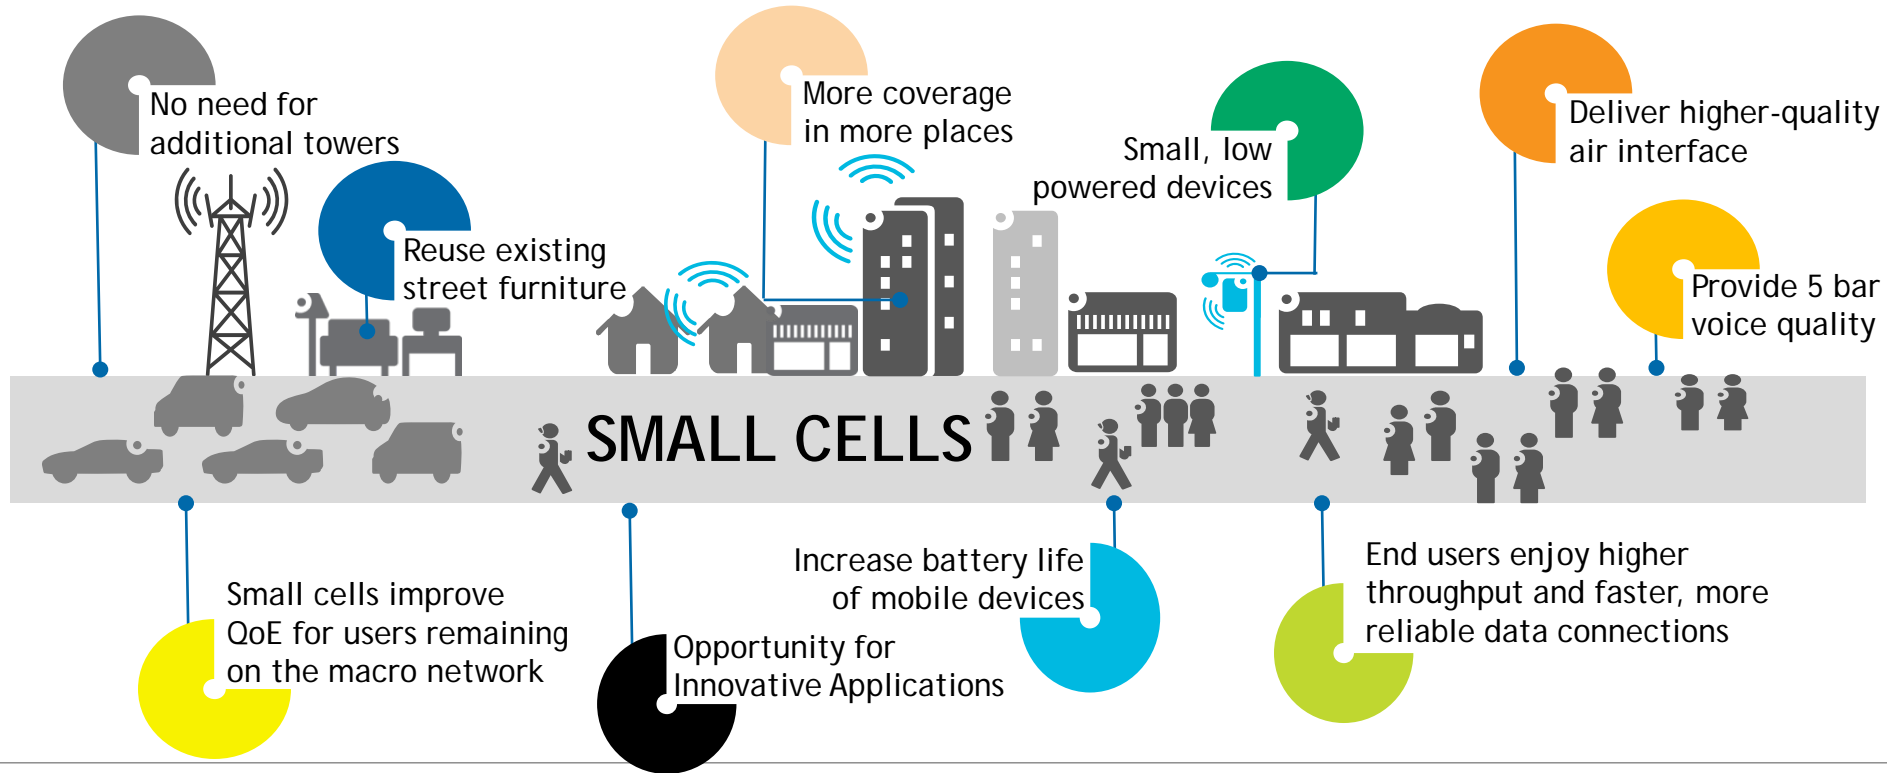 No need for
additional towers
Reuse existing
street furniture
More coverage
in more places
Small, low
powered devices
Deliver higher-quality
air interface
Provide 5 bar
voice quality
SMALL CELLS
Small cells improve
QoE for users remaining
on the macro network
Opportunity for
Innovative Applications
Increase battery life
of mobile devices
End users enjoy higher
throughput and faster, more
reliable data connections